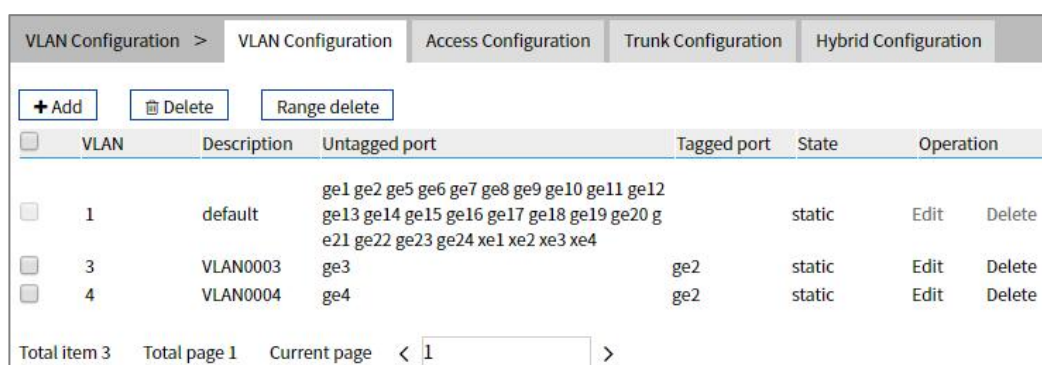 VLAN Configuration > VLAN Configuration Access Configuration Trunk Configuration Hybrid Configuration
+ Add Delete Range delete
VLAN Description Untagged port Tagged port State Operation
ge1 ge2 ge5 ge6 ge7 ge8 ge9 ge10 ge11 ge12
1 default ge13 ge14 ge15 ge16 ge17 ge18 ge19 ge20 g static Edit Delete
e21 ge22 ge23 ge24 xe1 xe2 xe3 xe4
3 VLAN0003 ge3 ge2 static Edit Delete
4 VLAN0004 ge4 ge2 static Edit Delete
Total item 3 Total page 1 Current page < 1 >